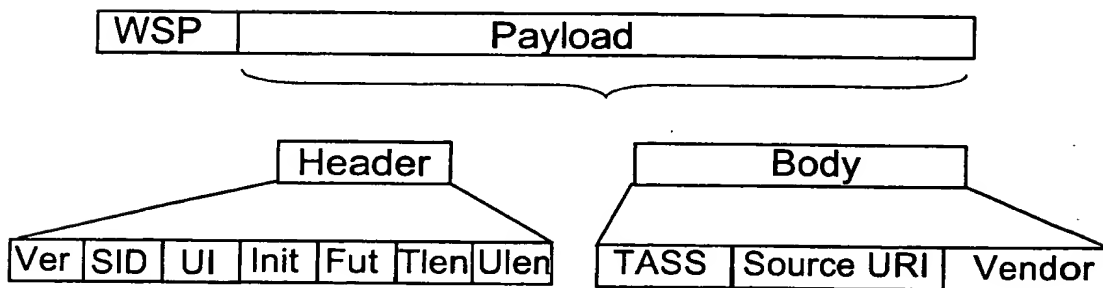 WSP Payload
Header Body
Ver SID UI Init Fut Tlen Ulen TASS Source URI Vendor